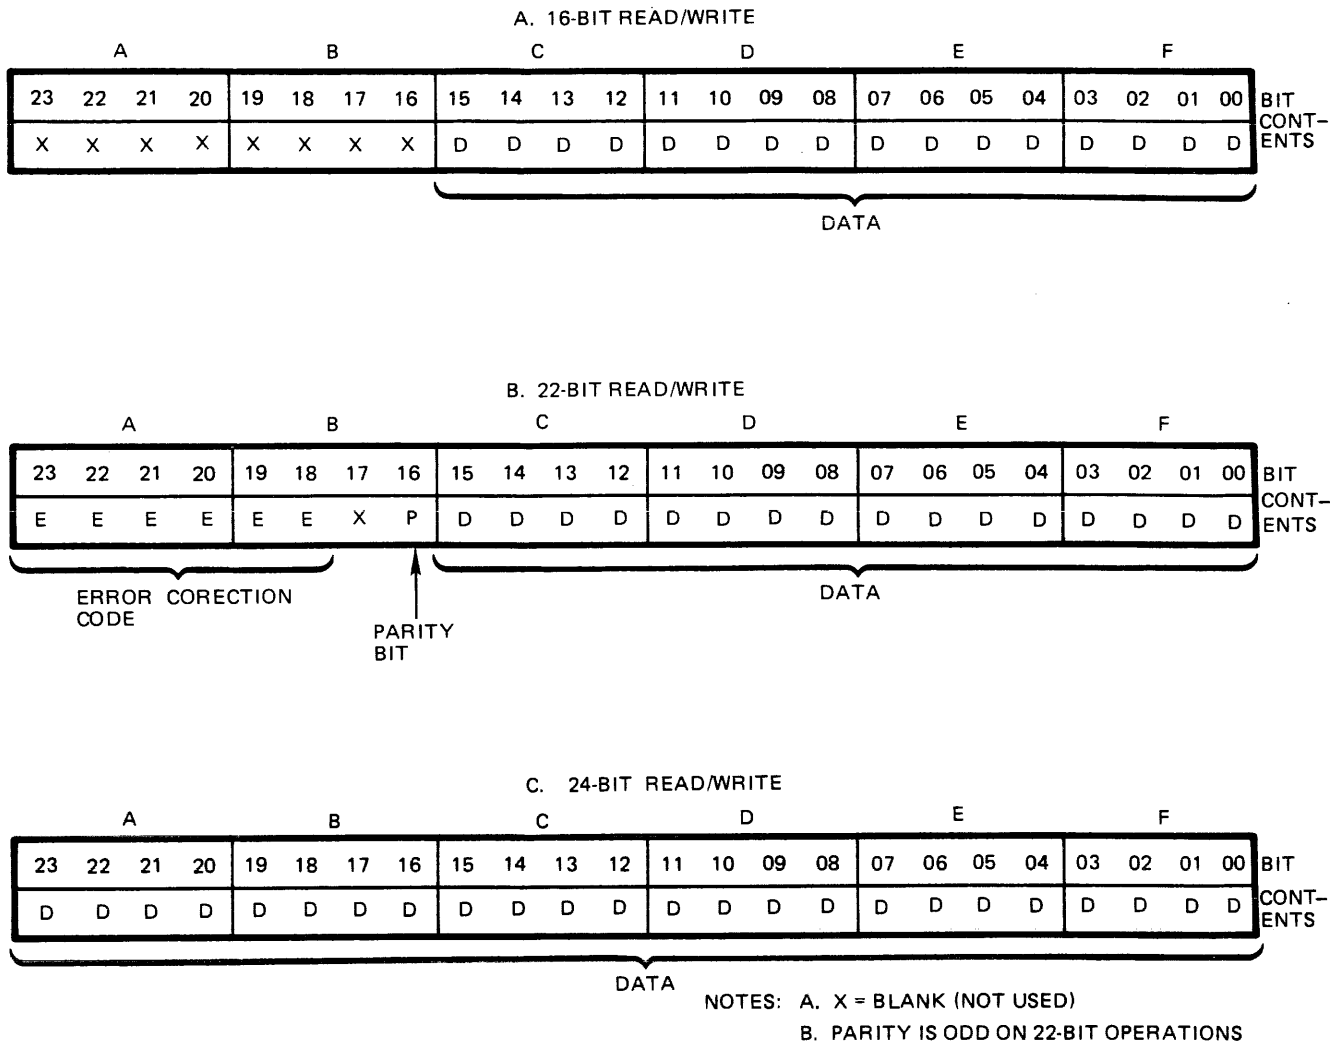 A. 16-BIT READ/WRITE
A B C D E F
23 22 21 20 19 18 17 16 15 14 13 12 11 10 09 08 07 06 05 04 03 02 01 00 BIT
X X X X X X X X D D D D D D D D D D D D D D D D CONT-
ENTS
DATA
B. 22-BIT READ/WRITE
A B C D E F
23 22 21 20 19 18 17 16 15 14 13 12 11 10 09 08 07 06 05 04 03 02 01 00 BIT
E E E E E E X P D D D D D D D D D D D D D D D D CONT-
ENTS
ERROR CORECTION
CODE
PARITY
BIT
DATA
C. 24-BIT READ/WRITE
A B C D E F
23 22 21 20 19 18 17 16 15 14 13 12 11 10 09 08 07 06 05 04 03 02 01 00 BIT
D D D D D D D D D D D D D D D D D D D D D D D D CONT-
ENTS
DATA
NOTES: A. X = BLANK (NOT USED)
B. PARITY IS ODD ON 22-BIT OPERATIONS